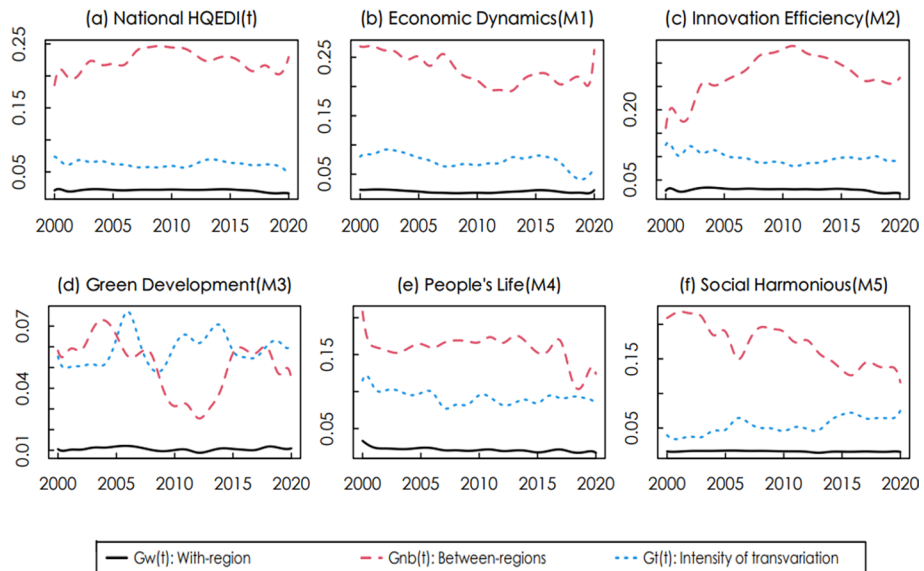 (a) National HQEDI(t) (b) Economic Dynamics(M1) (c) Innovation Efficiency(M2)
0.25 0.15 0.05
2000 2005 2010 2015 2020
0.25 0.15 0.05
2000 2005 2010 2015 2020
0.20 0.05
2000 2005 2010 2015 2020
(d) Green Development(M3) (e) People's Life(M4) (f) Social Harmonious(M5)
0.07 0.04 0.01
2000 2005 2010 2015 2020
0.15 0.05
2000 2005 2010 2015 2020
0.15 0.05
2000 2005 2010 2015 2020
Gw(t): With-region Gnb(t): Between-regions Gt(t): Intensity of transvariation